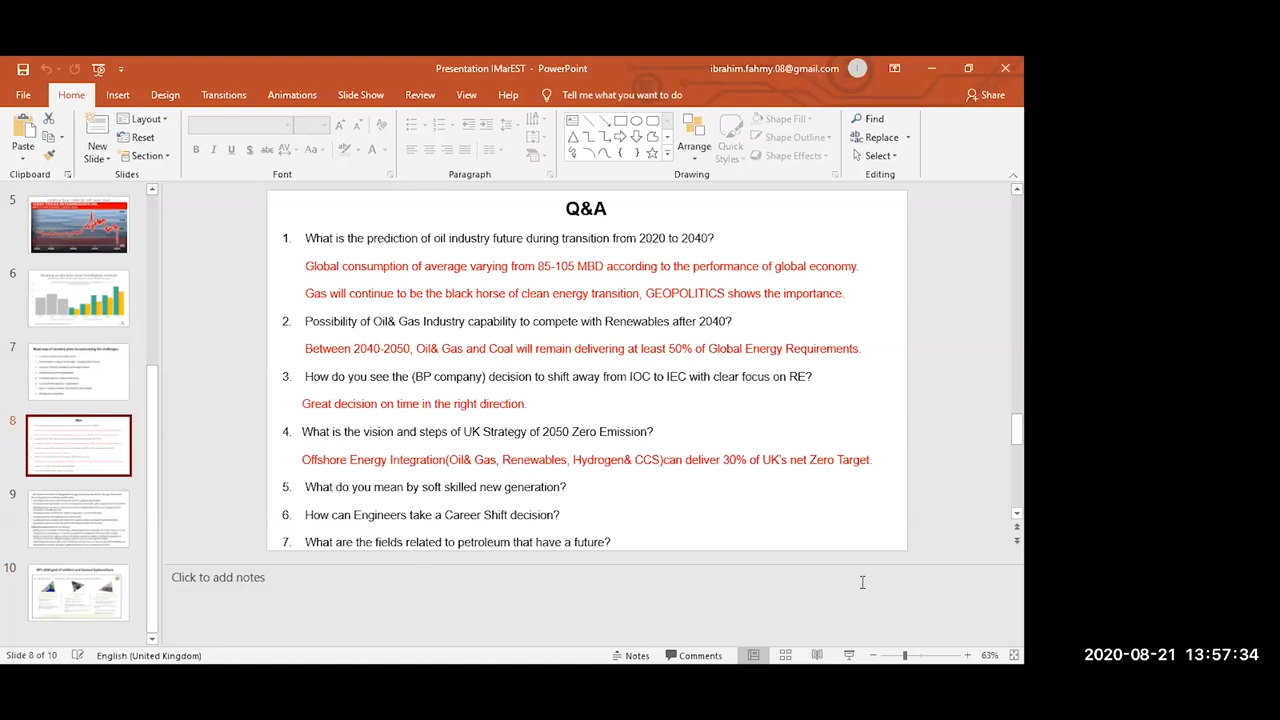 Presentation IMarEST - PowerPoint
ibrahim.fahmy.08@gmail.com
I
File Home Insert Design Transitions Animations Slide Show Review View Help Tell me what you want to do Share
Paste
New Slide
Layout
Reset
Section
B I U S abc AV Aa A
Arrange
Quick Styles
Shape Fill
Shape Outline
Shape Effects
Find
Replace
Select
Clipboard Slides Font Paragraph Drawing Editing
5
6
7
8
9
10
Q&A
1. What is the prediction of oil industry future during transition from 2020 to 2040?
Global consumption of average varying from 85-105 MBD according to the performance of global economy.
Gas will continue to be the black horse of clean energy transition, GEOPOLITICS shows the importance.
2. Possibility of Oil& Gas Industry capability to compete with Renewables after 2040?
Between 2040-2050, Oil& Gas Industry will remain delivering at least 50% of Global Energy Requirements.
3. How do you see the (BP company) decision to shift away from IOC to IEC with clear vision RE?
Great decision on time in the right direction.
4. What is the vision and steps of UK Strategy of 2050 Zero Emission?
Offshore Energy Integration(Oil& Gas, Renewables, Hydrogen& CCS)can deliver 30% of UK's net Zero Target.
5. What do you mean by soft skilled new generation?
6. How can Engineers take a Career Decision?
7. What are the fields related to petroleum have a future?
Click to add notes
Slide 8 of 10 English (United Kingdom) Notes Comments 63%
2020-08-21 13:57:34